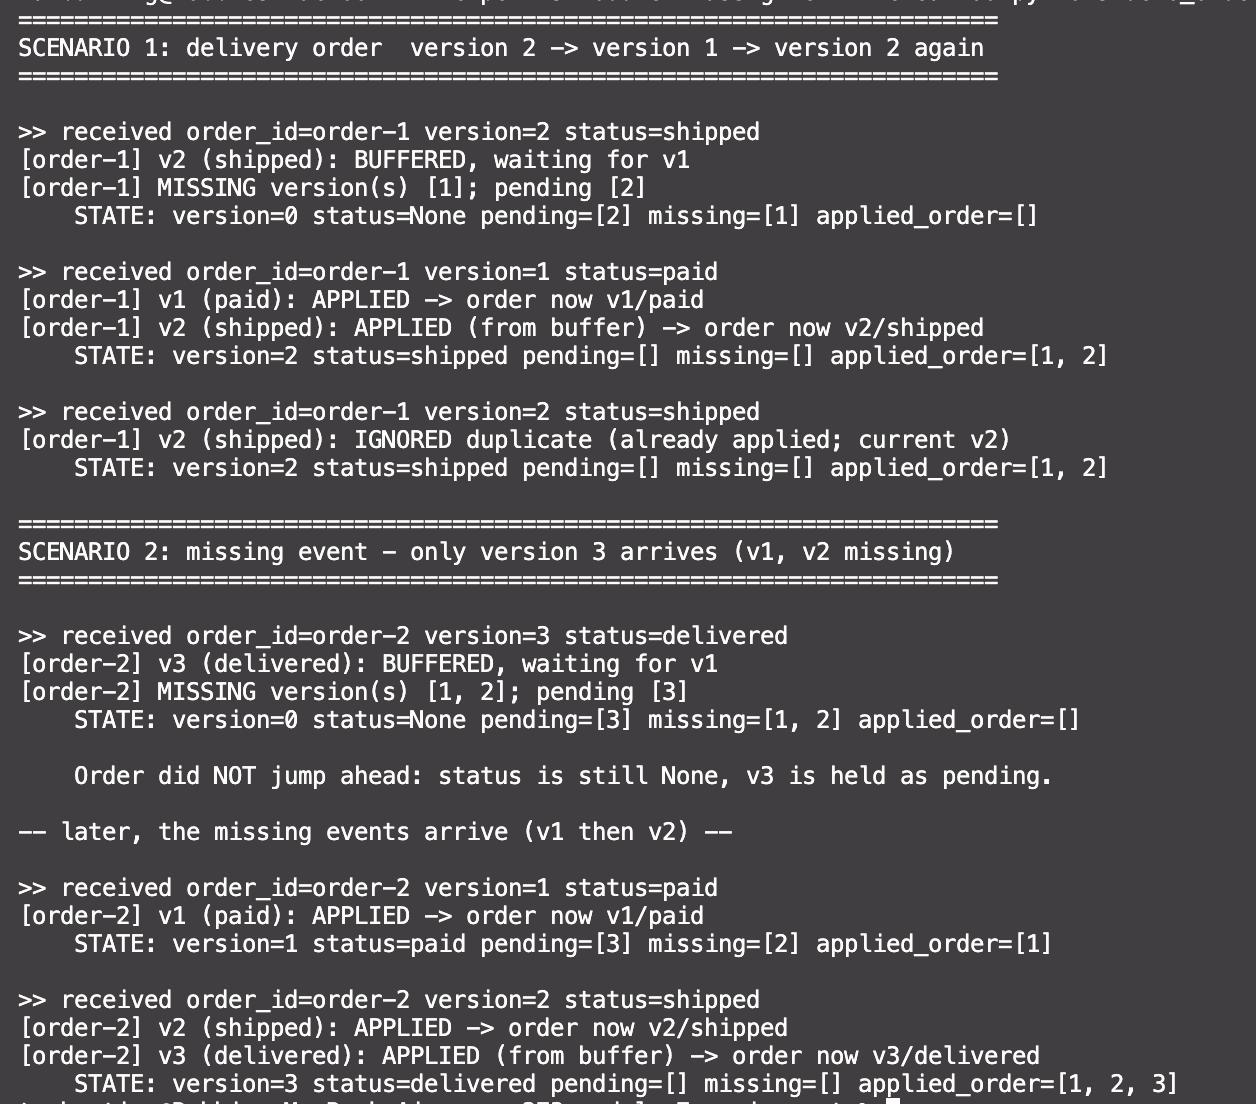 ======================================================================
SCENARIO 1: delivery order  version 2 -> version 1 -> version 2 again
======================================================================
>> received order_id=order-1 version=2 status=shipped
[order-1] v2 (shipped): BUFFERED, waiting for v1
[order-1] MISSING version(s) [1]; pending [2]
    STATE: version=0 status=None pending=[2] missing=[1] applied_order=[]
>> received order_id=order-1 version=1 status=paid
[order-1] v1 (paid): APPLIED -> order now v1/paid
[order-1] v2 (shipped): APPLIED (from buffer) -> order now v2/shipped
    STATE: version=2 status=shipped pending=[] missing=[] applied_order=[1, 2]
>> received order_id=order-1 version=2 status=shipped
[order-1] v2 (shipped): IGNORED duplicate (already applied; current v2)
    STATE: version=2 status=shipped pending=[] missing=[] applied_order=[1, 2]
======================================================================
SCENARIO 2: missing event - only version 3 arrives (v1, v2 missing)
======================================================================
>> received order_id=order-2 version=3 status=delivered
[order-2] v3 (delivered): BUFFERED, waiting for v1
[order-2] MISSING version(s) [1, 2]; pending [3]
    STATE: version=0 status=None pending=[3] missing=[1, 2] applied_order=[]
    Order did NOT jump ahead: status is still None, v3 is held as pending.
-- later, the missing events arrive (v1 then v2) --
>> received order_id=order-2 version=1 status=paid
[order-2] v1 (paid): APPLIED -> order now v1/paid
    STATE: version=1 status=paid pending=[3] missing=[2] applied_order=[1]
>> received order_id=order-2 version=2 status=shipped
[order-2] v2 (shipped): APPLIED -> order now v2/shipped
[order-2] v3 (delivered): APPLIED (from buffer) -> order now v3/delivered
    STATE: version=3 status=delivered pending=[] missing=[] applied_order=[1, 2, 3]